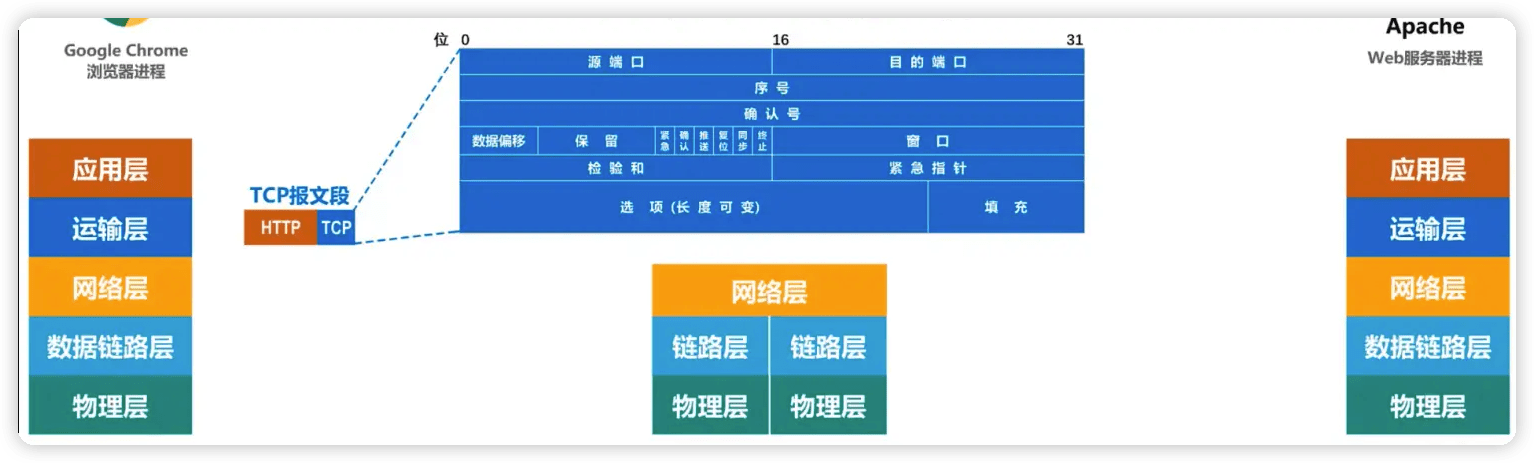 Google Chrome
浏览器进程
Apache
Web服务器进程
位 0 16 31
源端口 目的端口
序号
确认号
数据偏移 保留 紧急 确认 推送 复位 同步 终止 窗口
检验和 紧急指针
选项(长度可变) 填充
TCP报文段
HTTP TCP
应用层
运输层
网络层
数据链路层
物理层
网络层
链路层 链路层
物理层 物理层
应用层
运输层
网络层
数据链路层
物理层